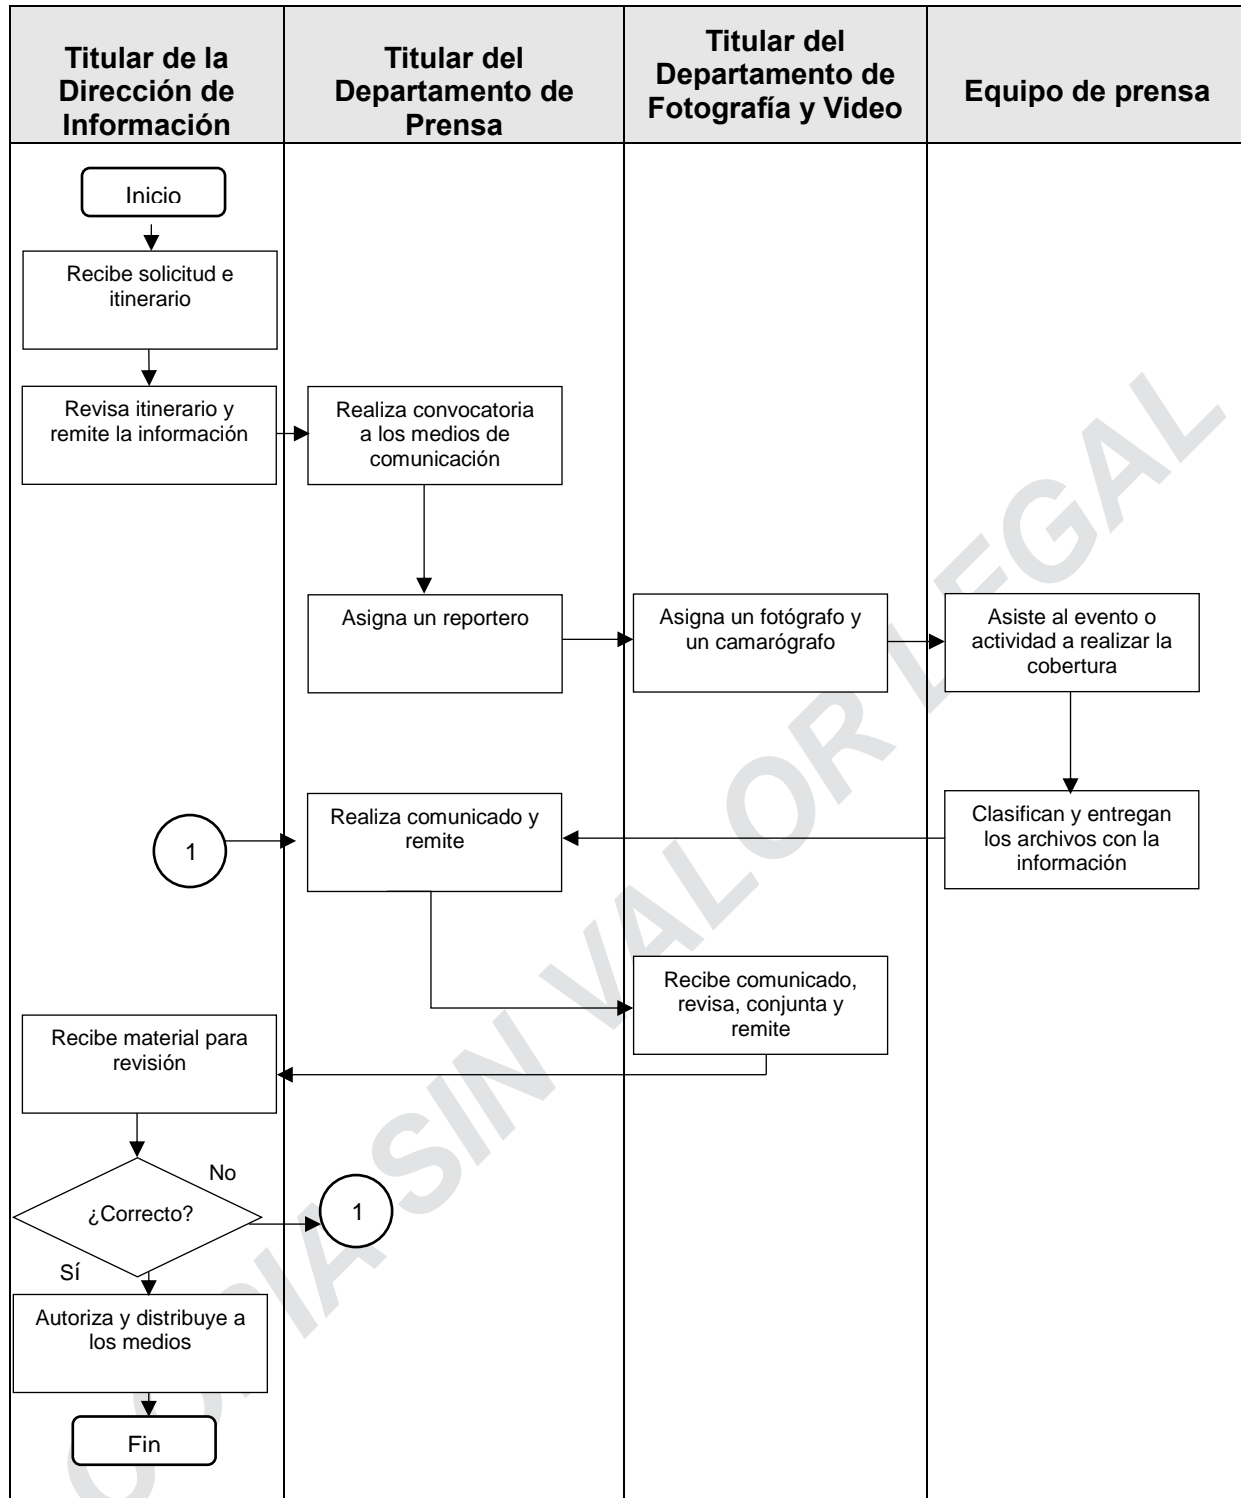 Titular de la
Dirección de
Información
Titular del
Departamento de
Prensa
Titular del
Departamento de
Fotografía y Video
Equipo de prensa
Inicio
Recibe solicitud e
itinerario
Revisa itinerario y
remite la información
Realiza convocatoria
a los medios de
comunicación
Asigna un reportero
Asigna un fotógrafo y
un camarógrafo
Asiste al evento o
actividad a realizar la
cobertura
Clasifican y entregan
los archivos con la
información
1
Realiza comunicado y
remite
Recibe comunicado,
revisa, conjunta y
remite
Recibe material para
revisión
¿Correcto?
No
1
Sí
Autoriza y distribuye a
los medios
Fin
COPIA SIN VALOR LEGAL